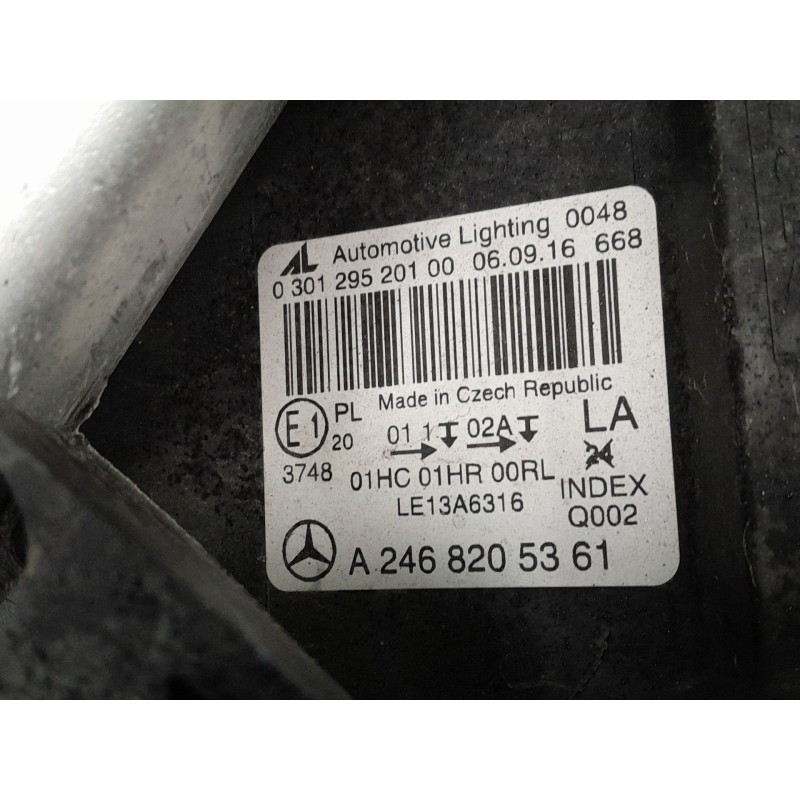 AL Automotive Lighting 0048
0 301 295 201 00 06.09.16 668
Made in Czech Republic
E1 PL 20 01 1 02A LA
3748 01HC 01HR 00RL 24
LE13A6316 INDEX
Q002
A 246 820 53 61